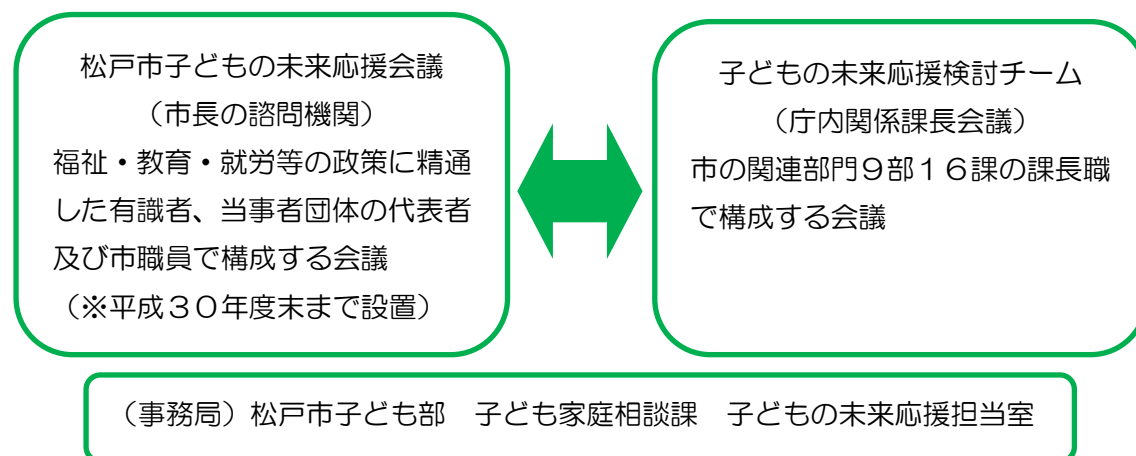 松戸市子どもの未来応援会議
（市長の諮問機関）
福祉・教育・就労等の政策に精通
した有識者、当事者団体の代表者
及び市職員で構成する会議
（※平成３０年度末まで設置）
子どもの未来応援検討チーム
（庁内関係課長会議）
市の関連部門９部１６課の課長職
で構成する会議
（事務局）松戸市子ども部　子ども家庭相談課　子どもの未来応援担当室